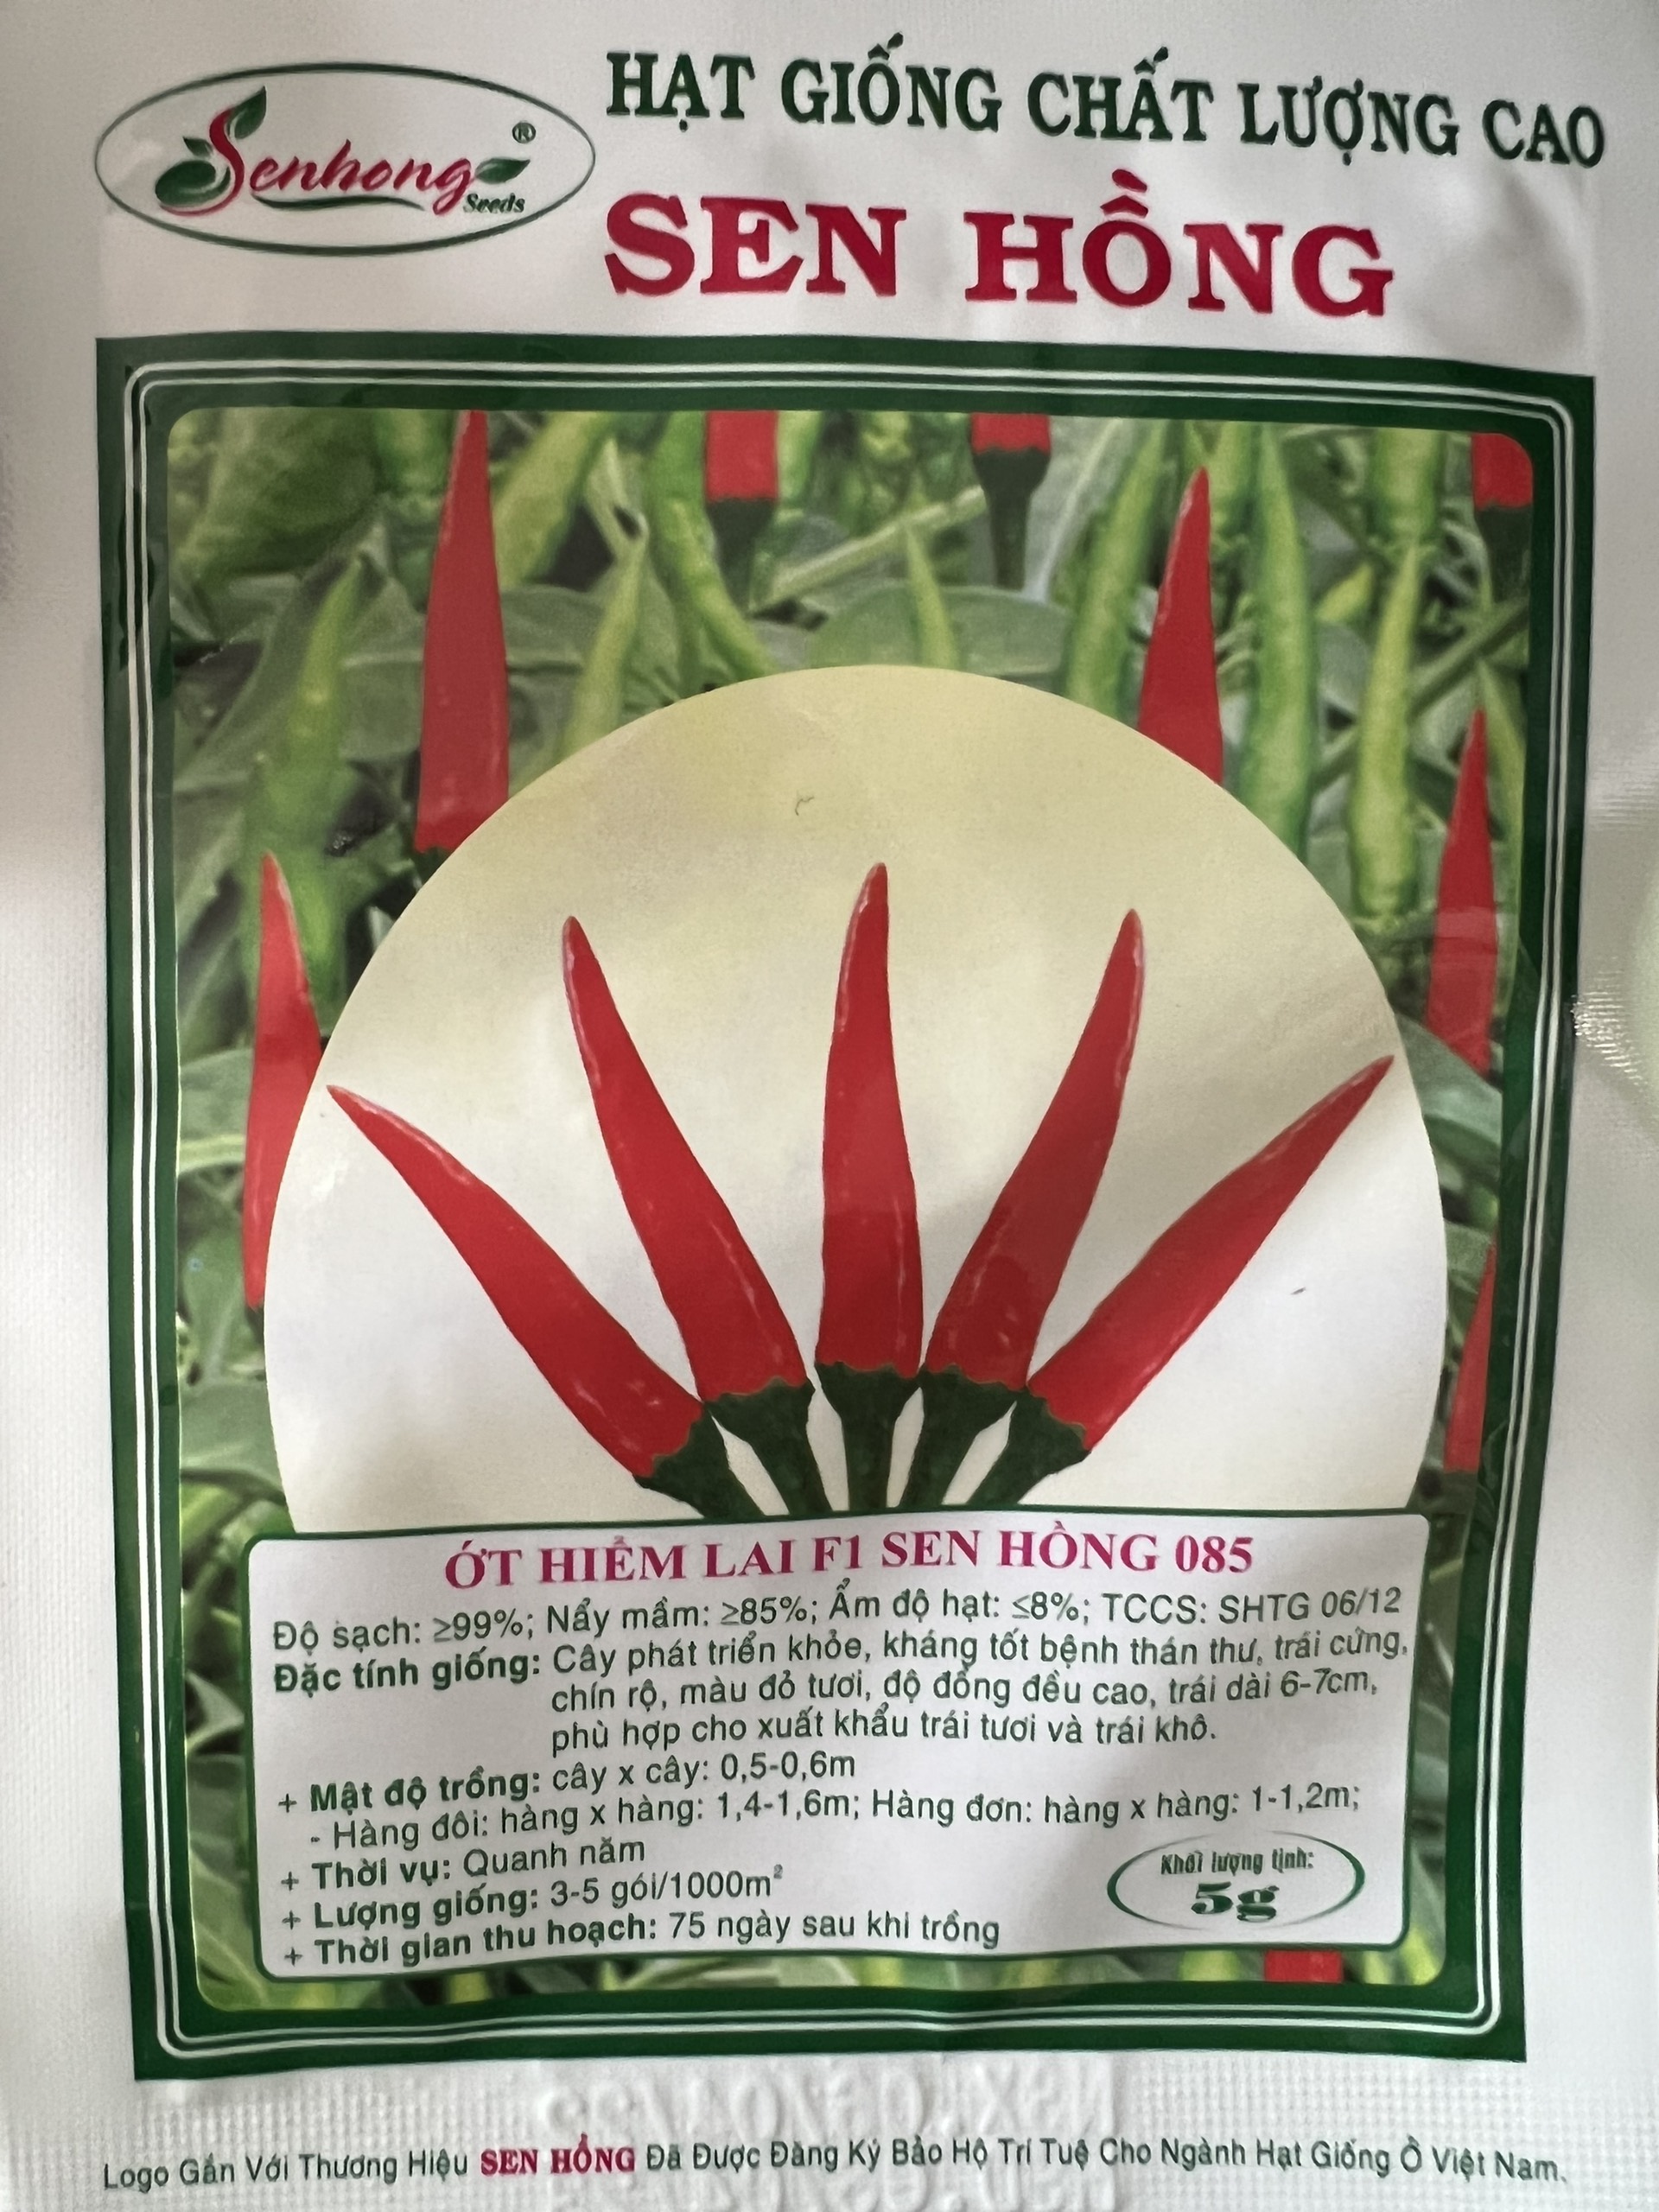 Senhong ®
Seeds
HẠT GIỐNG CHẤT LƯỢNG CAO
SEN HỒNG
ỚT HIỂM LAI F1 SEN HỒNG 085
Độ sạch: ≥99%; Nẩy mầm: ≥85%; Ẩm độ hạt: ≤8%; TCCS: SHTG 06/12
Đặc tính giống: Cây phát triển khỏe, kháng tốt bệnh thán thư, trái cứng,
chín rộ, màu đỏ tươi, độ đồng đều cao, trái dài 6-7cm,
phù hợp cho xuất khẩu trái tươi và trái khô.
+ Mật độ trồng: cây x cây: 0,5-0,6m
- Hàng đôi: hàng x hàng: 1,4-1,6m; Hàng đơn: hàng x hàng: 1-1,2m;
+ Thời vụ: Quanh năm
+ Lượng giống: 3-5 gói/1000m²
+ Thời gian thu hoạch: 75 ngày sau khi trồng
Khối lượng tịnh:
5g
Logo Gắn Với Thương Hiệu SEN HỒNG Đã Được Đăng Ký Bảo Hộ Trí Tuệ Cho Ngành Hạt Giống Ở Việt Nam.